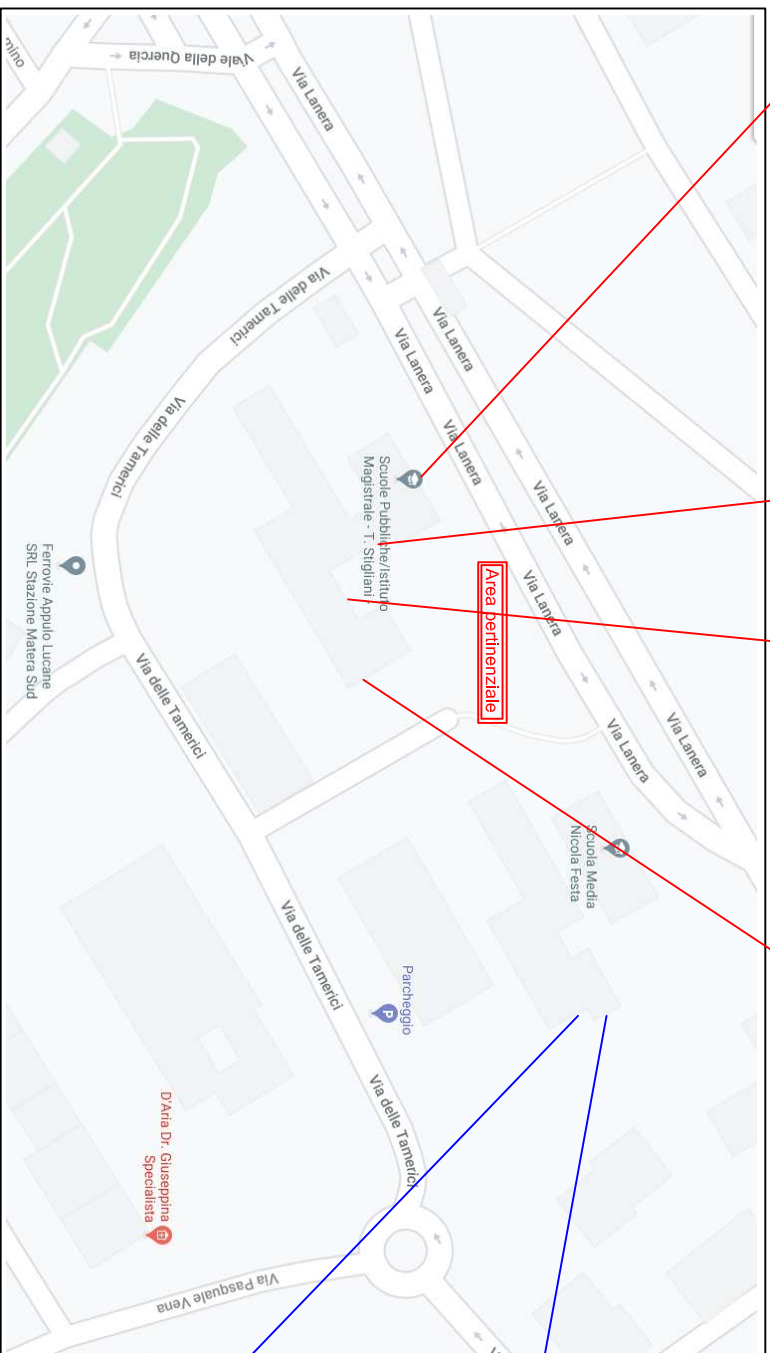 Via Lanera
Viale della Quercia
mino
Via delle Tamerici
Via Lanera
Via Lanera
Via Lanera
Via delle Tamerici
Via Lanera
Scuole Pubbliche/Istituto
Magistrale - T. Stigliani
Area pertinenziale
Via Lanera
Via Lanera
Via Lanera
Ferrovie Appulo Lucane
SRL Stazione Matera Sud
Via delle Tamerici
Scuola Media
Nicola Festa
Via delle Tamerici
Parcheggio
P
Via delle Tamerici
D'Aria Dr. Giuseppina
Specialista
Via Pasquale Vena